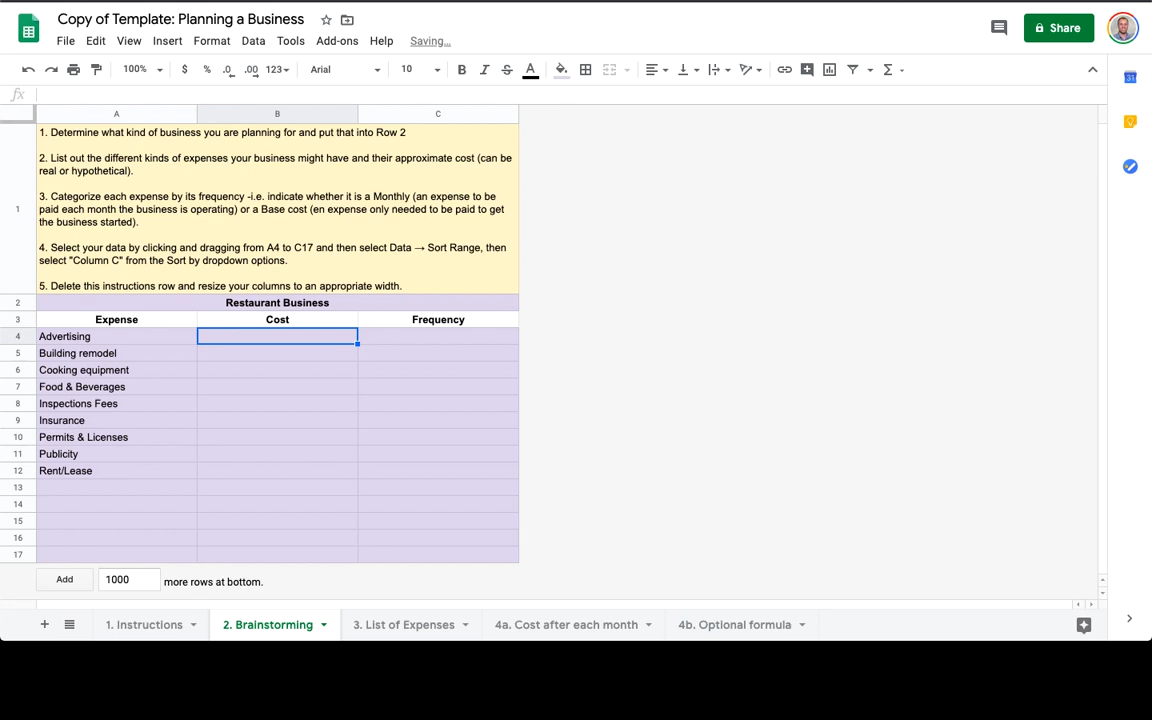 Copy of Template: Planning a Business
File Edit View Insert Format Data Tools Add-ons Help Saving...
Share
100% $ % .0 .00 123 Arial 10 B I S A Σ
31
fx
A B C
1
1. Determine what kind of business you are planning for and put that into Row 2
2. List out the different kinds of expenses your business might have and their approximate cost (can be
real or hypothetical).
3. Categorize each expense by its frequency -i.e. indicate whether it is a Monthly (an expense to be
paid each month the business is operating) or a Base cost (en expense only needed to be paid to get
the business started).
4. Select your data by clicking and dragging from A4 to C17 and then select Data → Sort Range, then
select "Column C" from the Sort by dropdown options.
5. Delete this instructions row and resize your columns to an appropriate width.
2 Restaurant Business
3 Expense Cost Frequency
4 Advertising
5 Building remodel
6 Cooking equipment
7 Food & Beverages
8 Inspections Fees
9 Insurance
10 Permits & Licenses
11 Publicity
12 Rent/Lease
13
14
15
16
17
Add 1000 more rows at bottom.
1. Instructions 2. Brainstorming 3. List of Expenses 4a. Cost after each month 4b. Optional formula